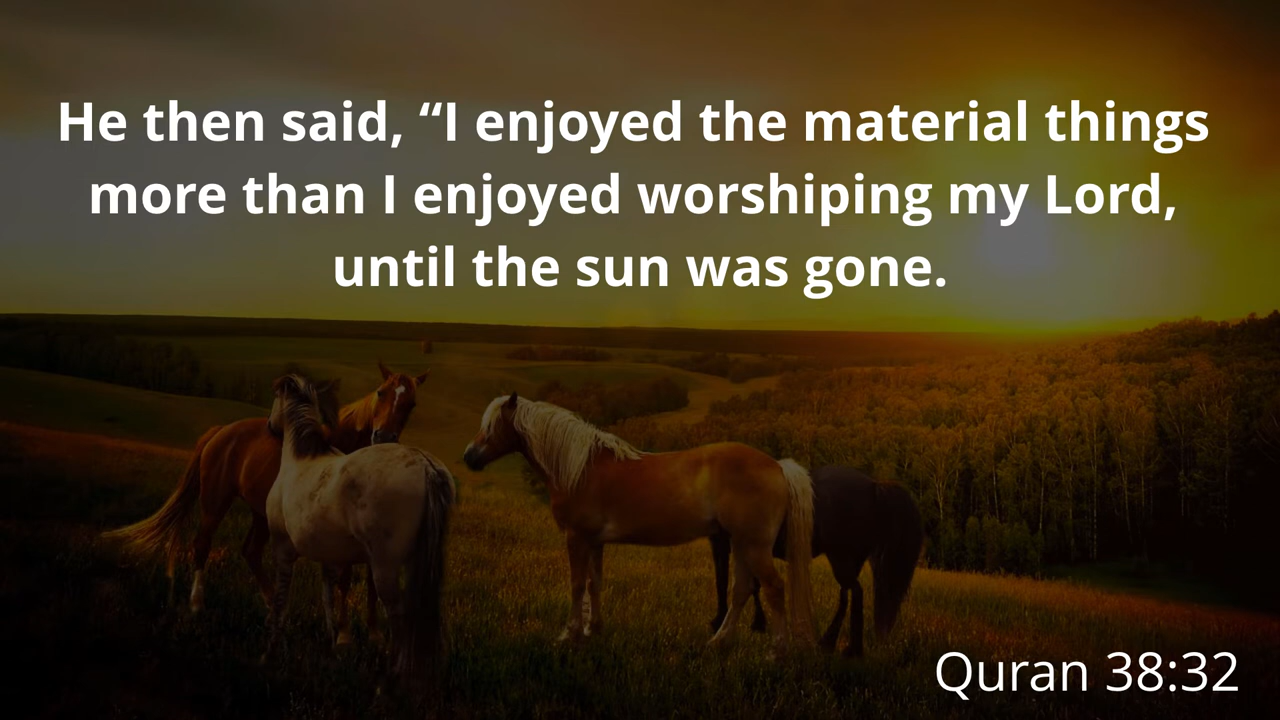 He then said, “I enjoyed the material things
more than I enjoyed worshiping my Lord,
until the sun was gone.
Quran 38:32